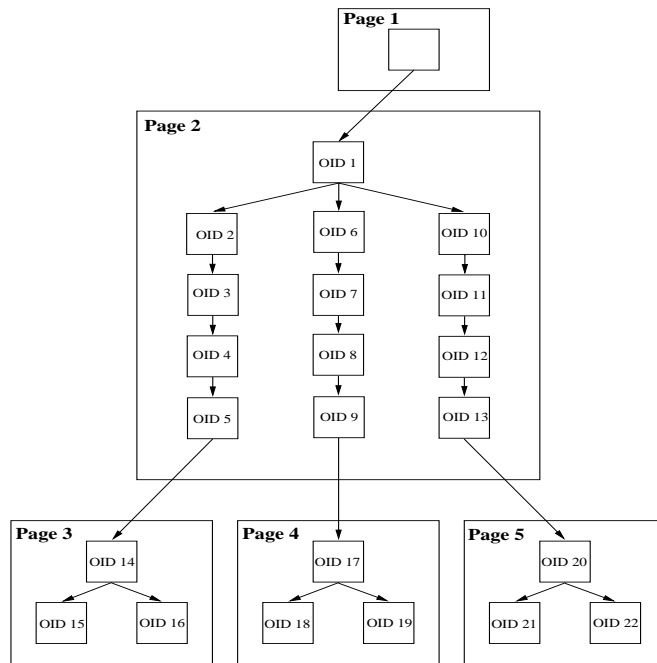 Page 1
Page 2
OID 1
OID 2
OID 6
OID 10
OID 3
OID 7
OID 11
OID 4
OID 8
OID 12
OID 5
OID 9
OID 13
Page 3
Page 4
Page 5
OID 14
OID 17
OID 20
OID 15
OID 16
OID 18
OID 19
OID 21
OID 22